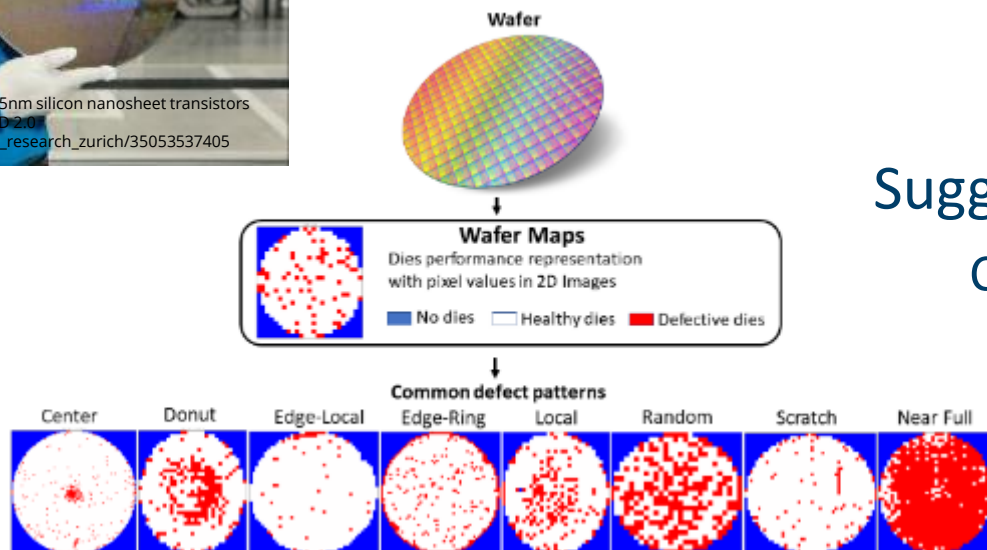 5nm silicon nanosheet transistors
D 2.0
_research_zurich/35053537405
Wafer
Wafer Maps
Dies performance representation
with pixel values in 2D Images
No dies Healthy dies Defective dies
Common defect patterns
Center Donut Edge-Local Edge-Ring Local Random Scratch Near Full
Sugg